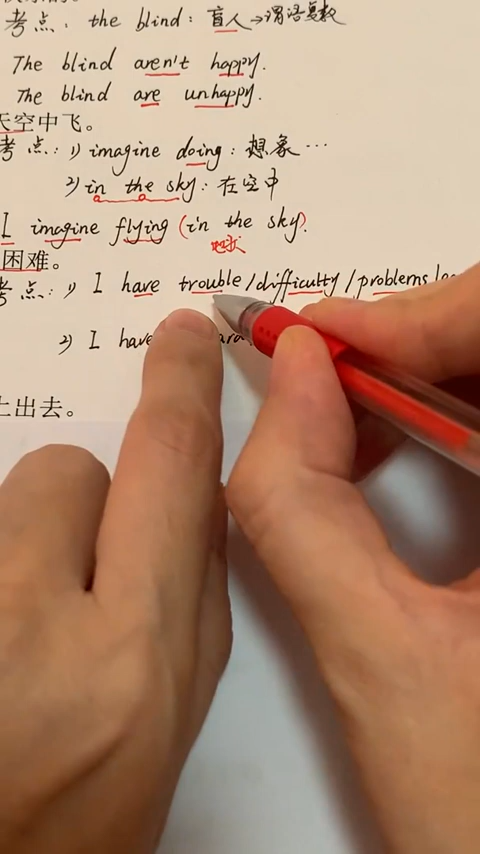 考点：the blind：盲人→谓语复数
The blind aren't happy.
The blind are unhappy.
天空中飞。
考点：1) imagine doing：想象…
2) in the sky：在空中
I imagine flying (in the sky).
地状
困难。
考点：1) I have trouble/difficulty/problems
2) I have
上出去。